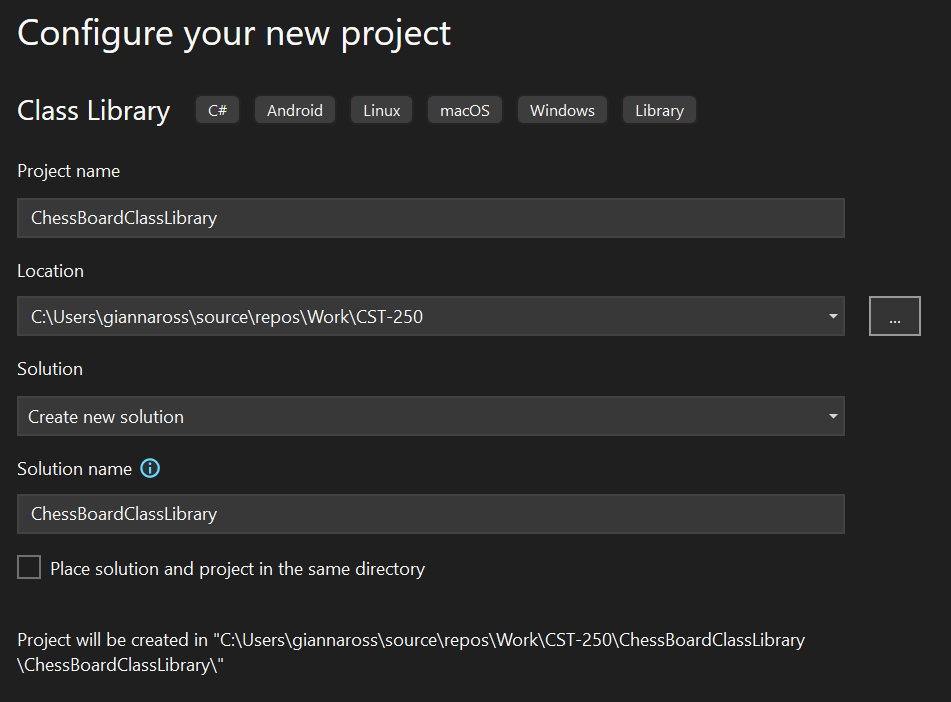 Configure your new project
Class Library C# Android Linux macOS Windows Library
Project name
ChessBoardClassLibrary
Location
C:\Users\giannaross\source\repos\Work\CST-250
...
Solution
Create new solution
Solution name
ChessBoardClassLibrary
Place solution and project in the same directory
Project will be created in "C:\Users\giannaross\source\repos\Work\CST-250\ChessBoardClassLibrary
\ChessBoardClassLibrary\"